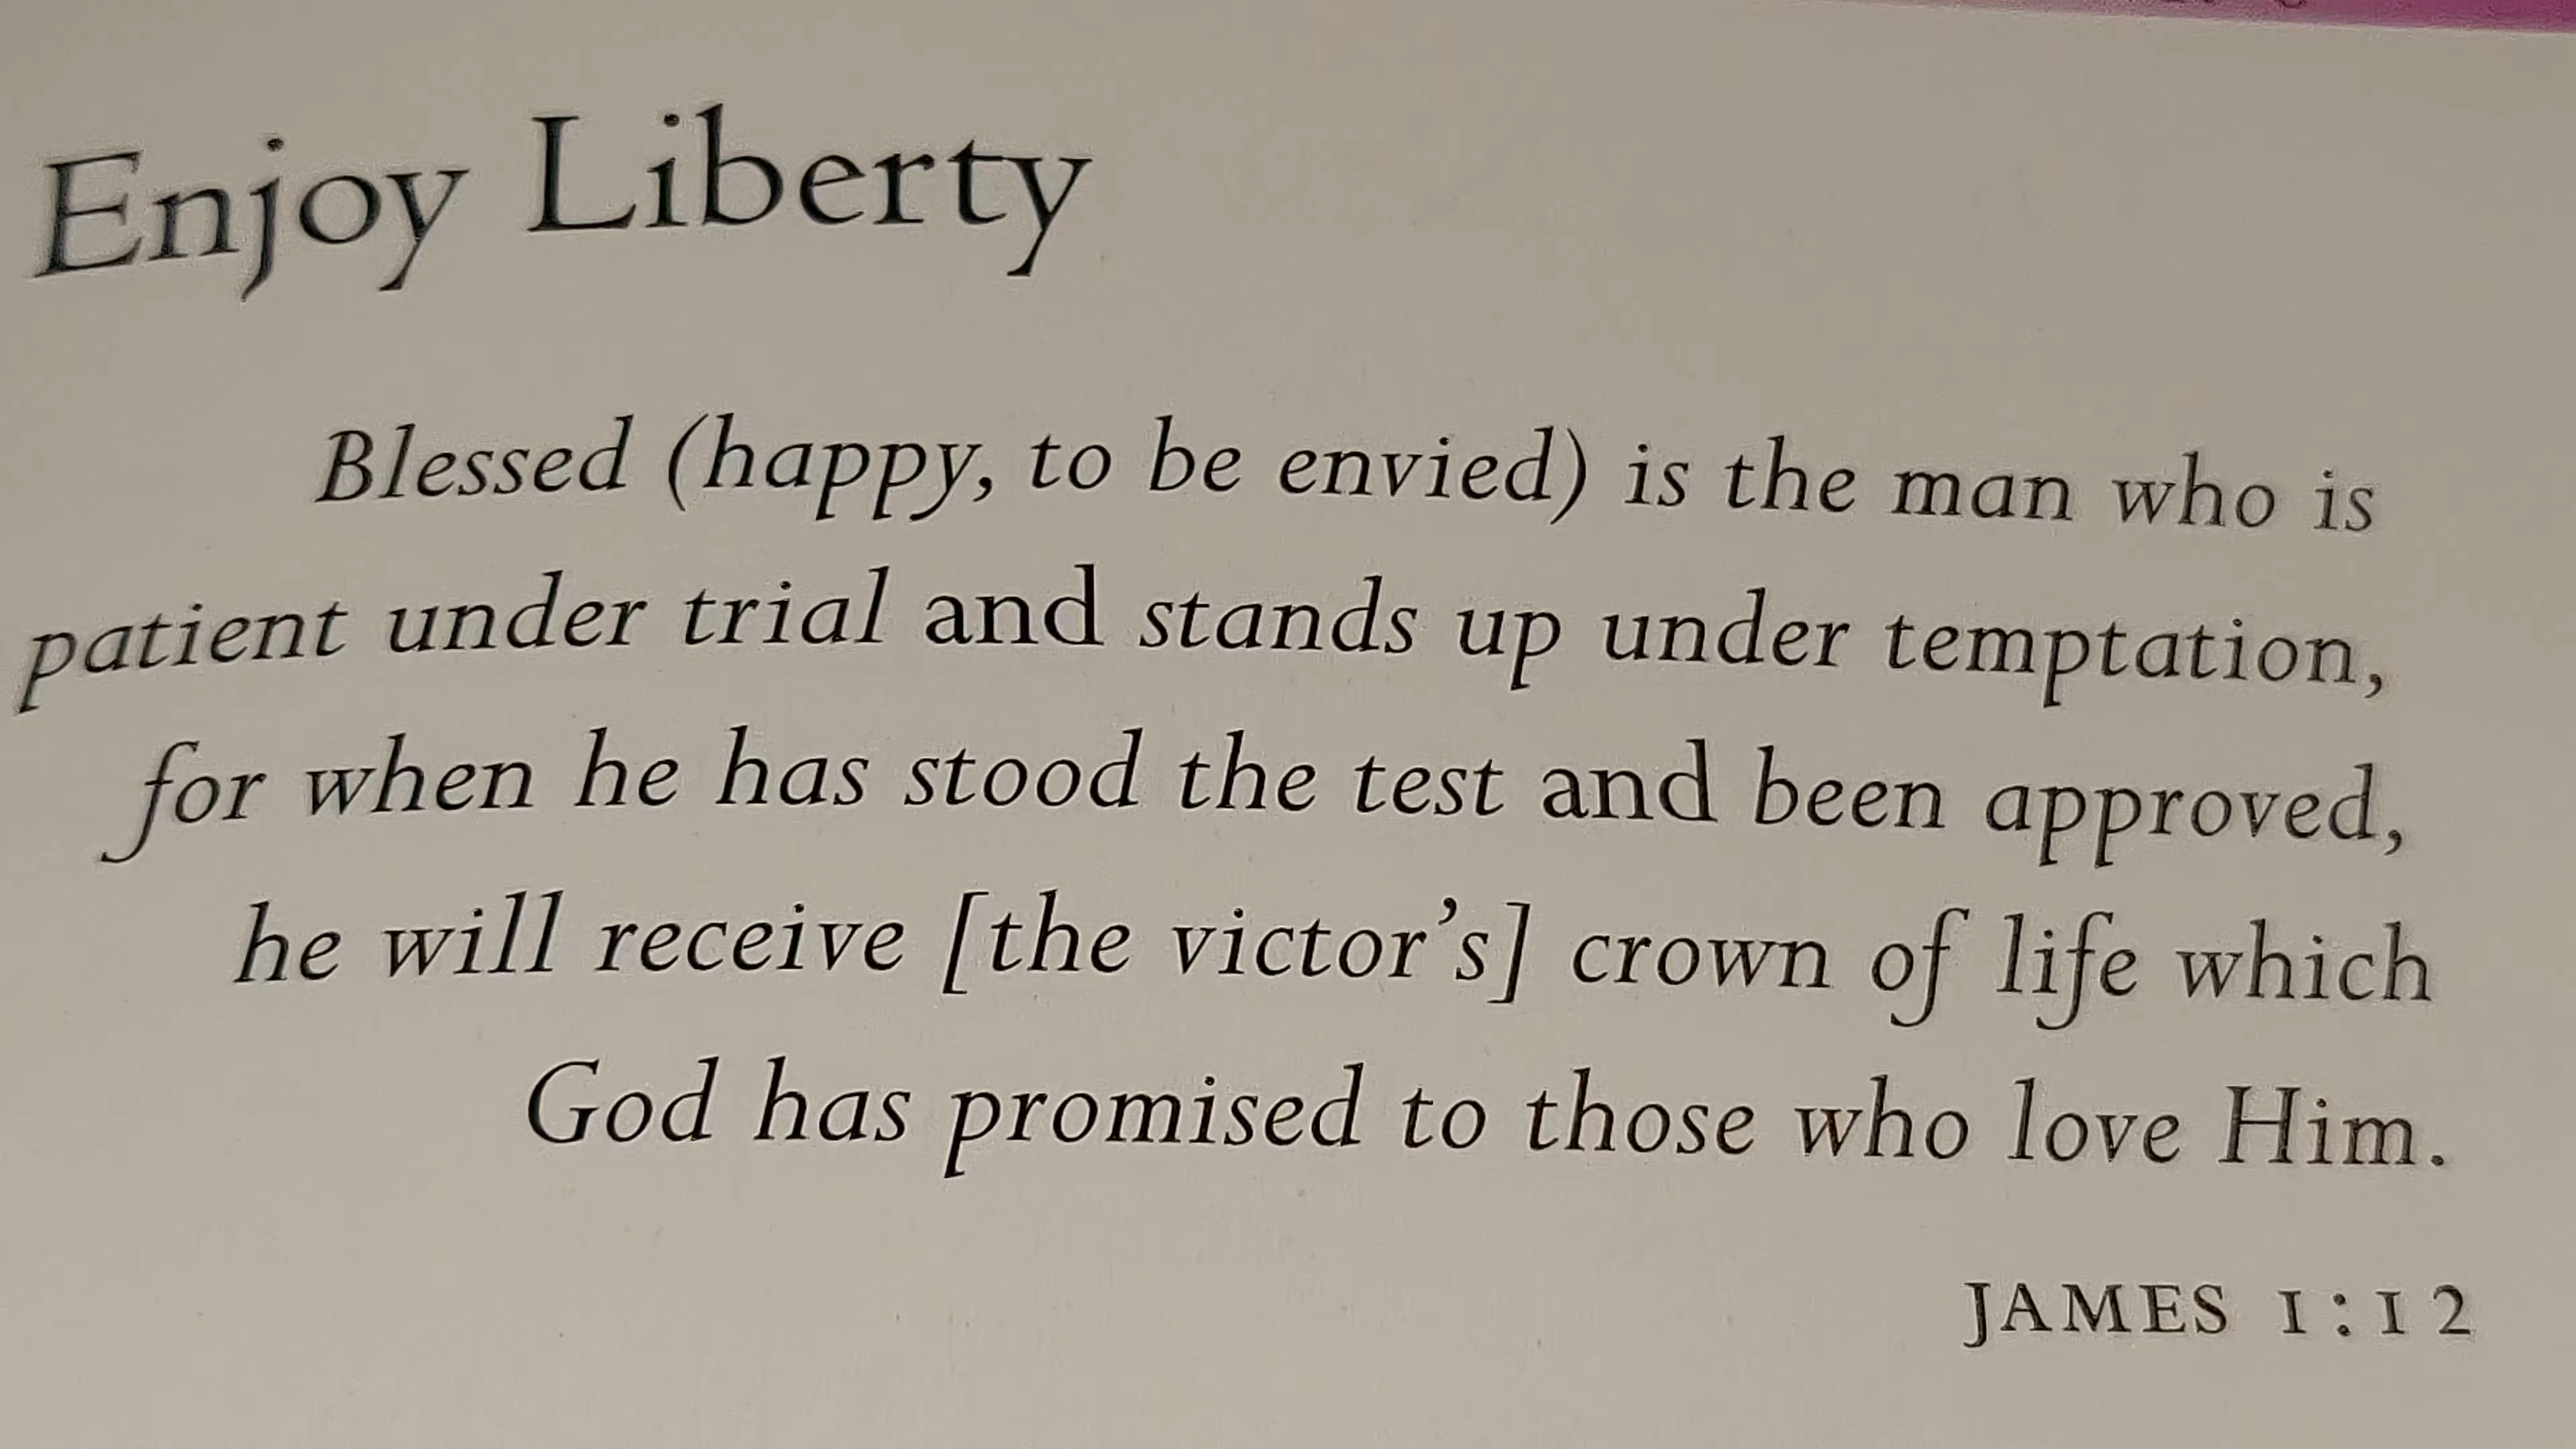 Enjoy Liberty
Blessed (happy, to be envied) is the man who is
patient under trial and stands up under temptation,
for when he has stood the test and been approved,
he will receive [the victor’s] crown of life which
God has promised to those who love Him.
JAMES 1:12